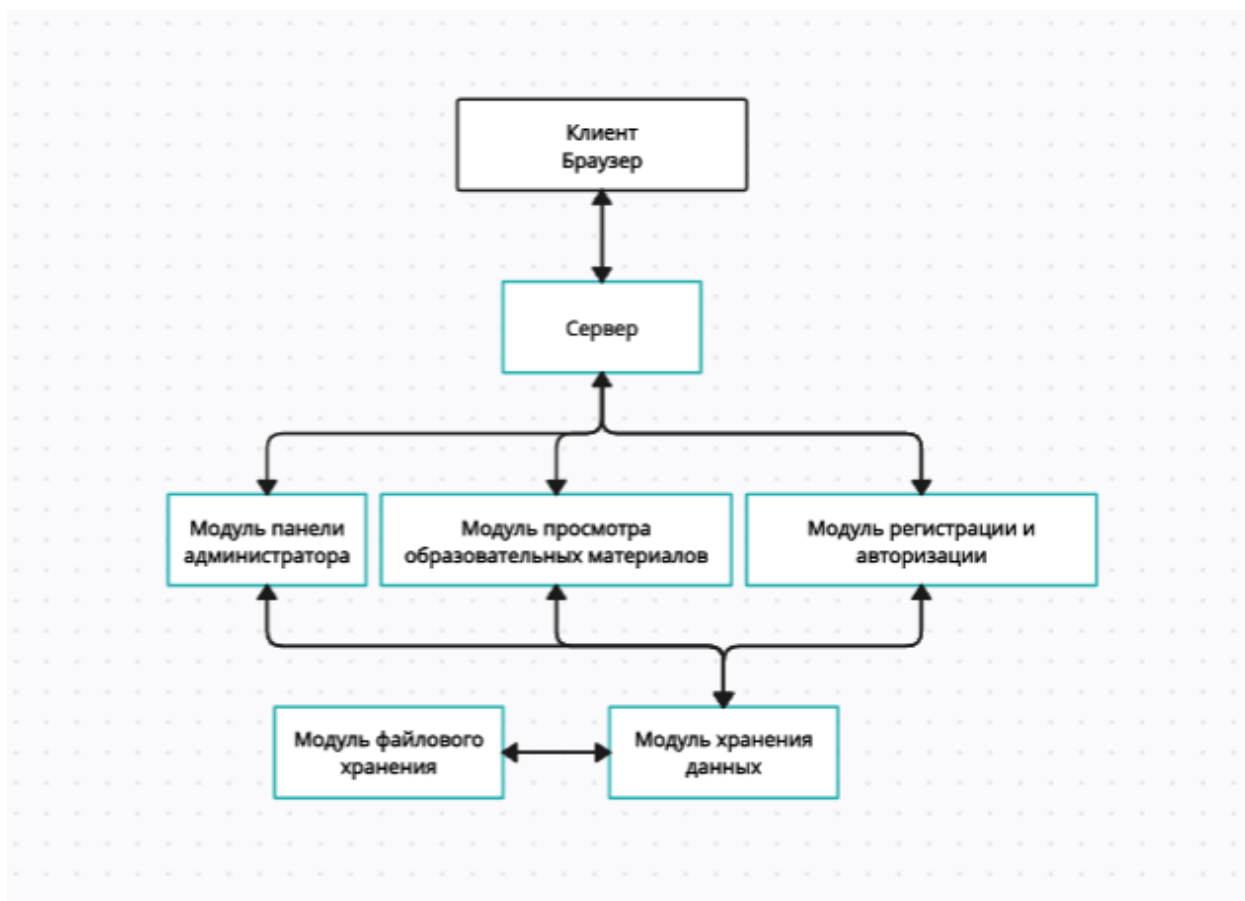 Клиент
Браузер
Сервер
Модуль панели
администратора
Модуль просмотра
образовательных материалов
Модуль регистрации и
авторизации
Модуль файлового
хранения
Модуль хранения
данных